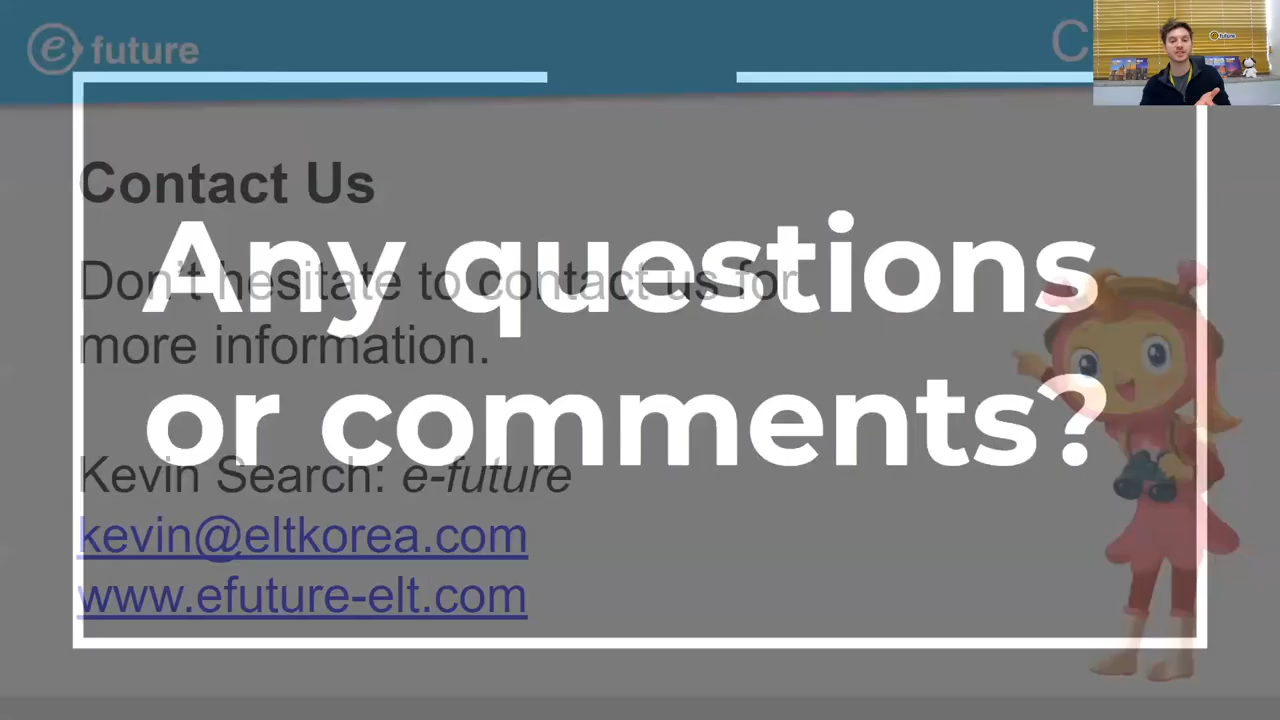 e future
C
e future
Contact Us
Any questions
or comments?
Don't hesitate to contact us for
more information.
Kevin Search: e-future
kevin@eltkorea.com
www.efuture-elt.com